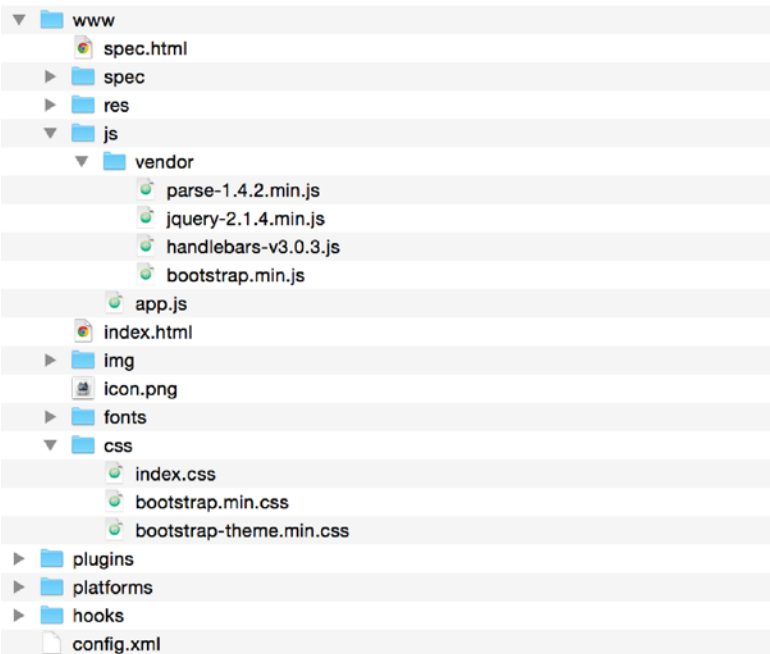 www
spec.html
spec
res
js
vendor
parse-1.4.2.min.js
jquery-2.1.4.min.js
handlebars-v3.0.3.js
bootstrap.min.js
app.js
index.html
img
icon.png
fonts
css
index.css
bootstrap.min.css
bootstrap-theme.min.css
plugins
platforms
hooks
config.xml